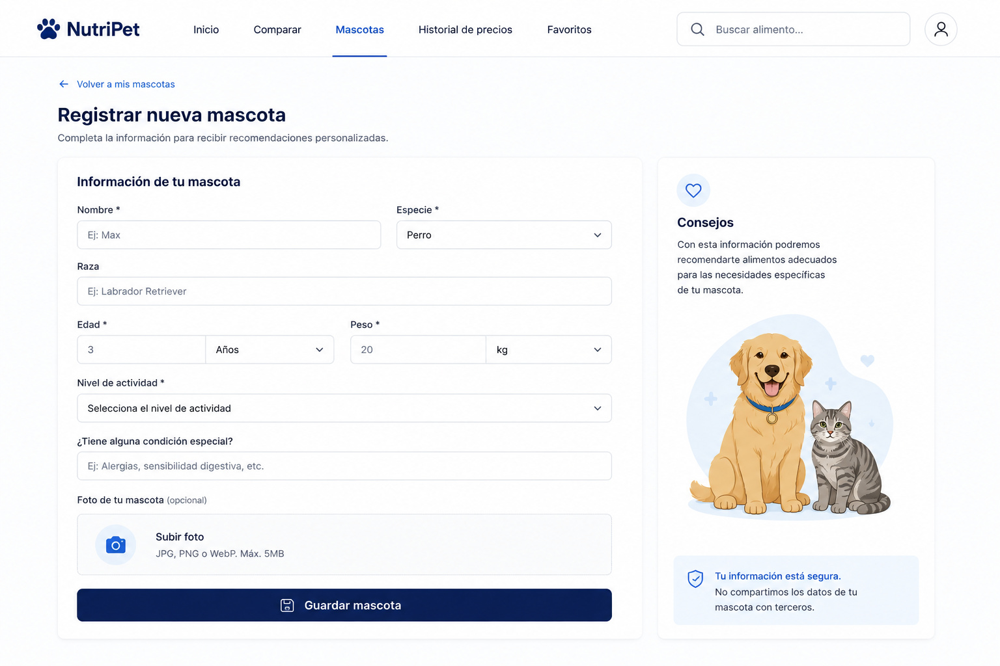 NutriPet
Inicio
Comparar
Mascotas
Historial de precios
Favoritos
Buscar alimento...
Volver a mis mascotas
Registrar nueva mascota
Completa la información para recibir recomendaciones personalizadas.
Información de tu mascota
Nombre *
Ej: Max
Especie *
Perro
Raza
Ej: Labrador Retriever
Edad *
3
Años
Peso *
20
kg
Nivel de actividad *
Selecciona el nivel de actividad
¿Tiene alguna condición especial?
Ej: Alergias, sensibilidad digestiva, etc.
Foto de tu mascota (opcional)
Subir foto
JPG, PNG o WebP. Máx. 5MB
Guardar mascota
Consejos
Con esta información podremos
recomendarte alimentos adecuados
para las necesidades específicas
de tu mascota.
Tu información está segura.
No compartimos los datos de tu
mascota con terceros.